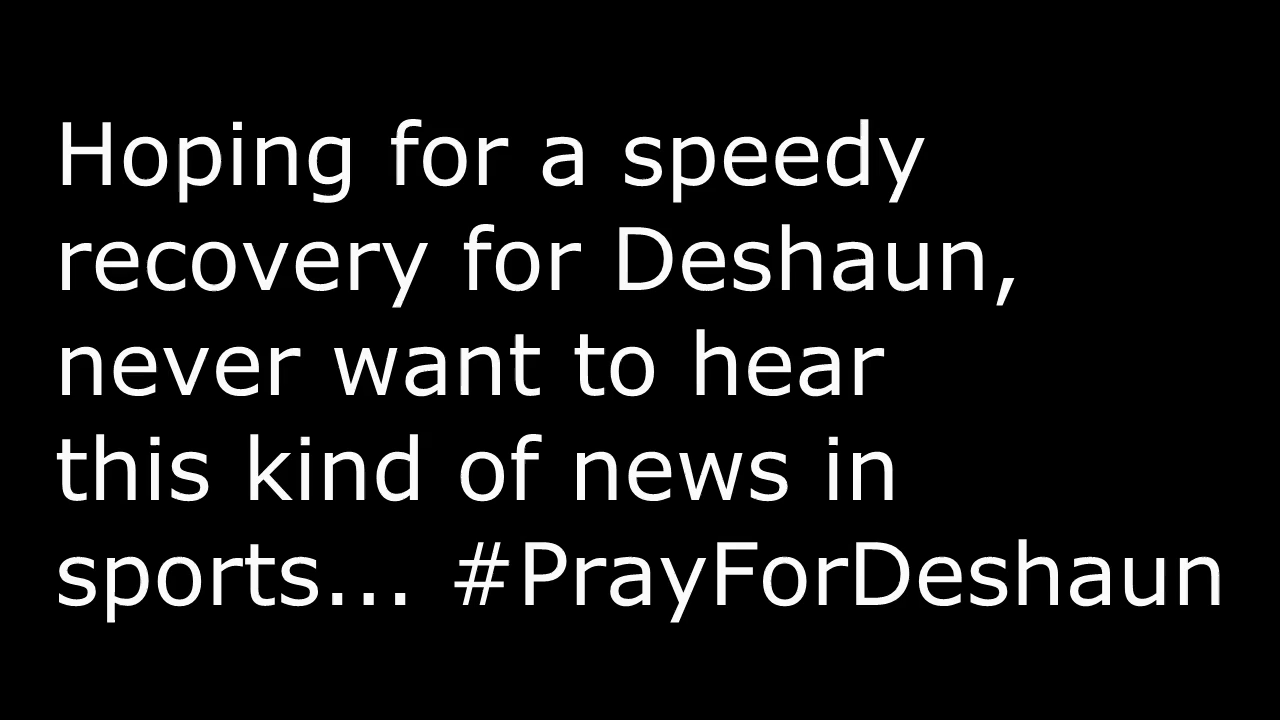 Hoping for a speedy
recovery for Deshaun,
never want to hear
this kind of news in
sports... #PrayForDeshaun